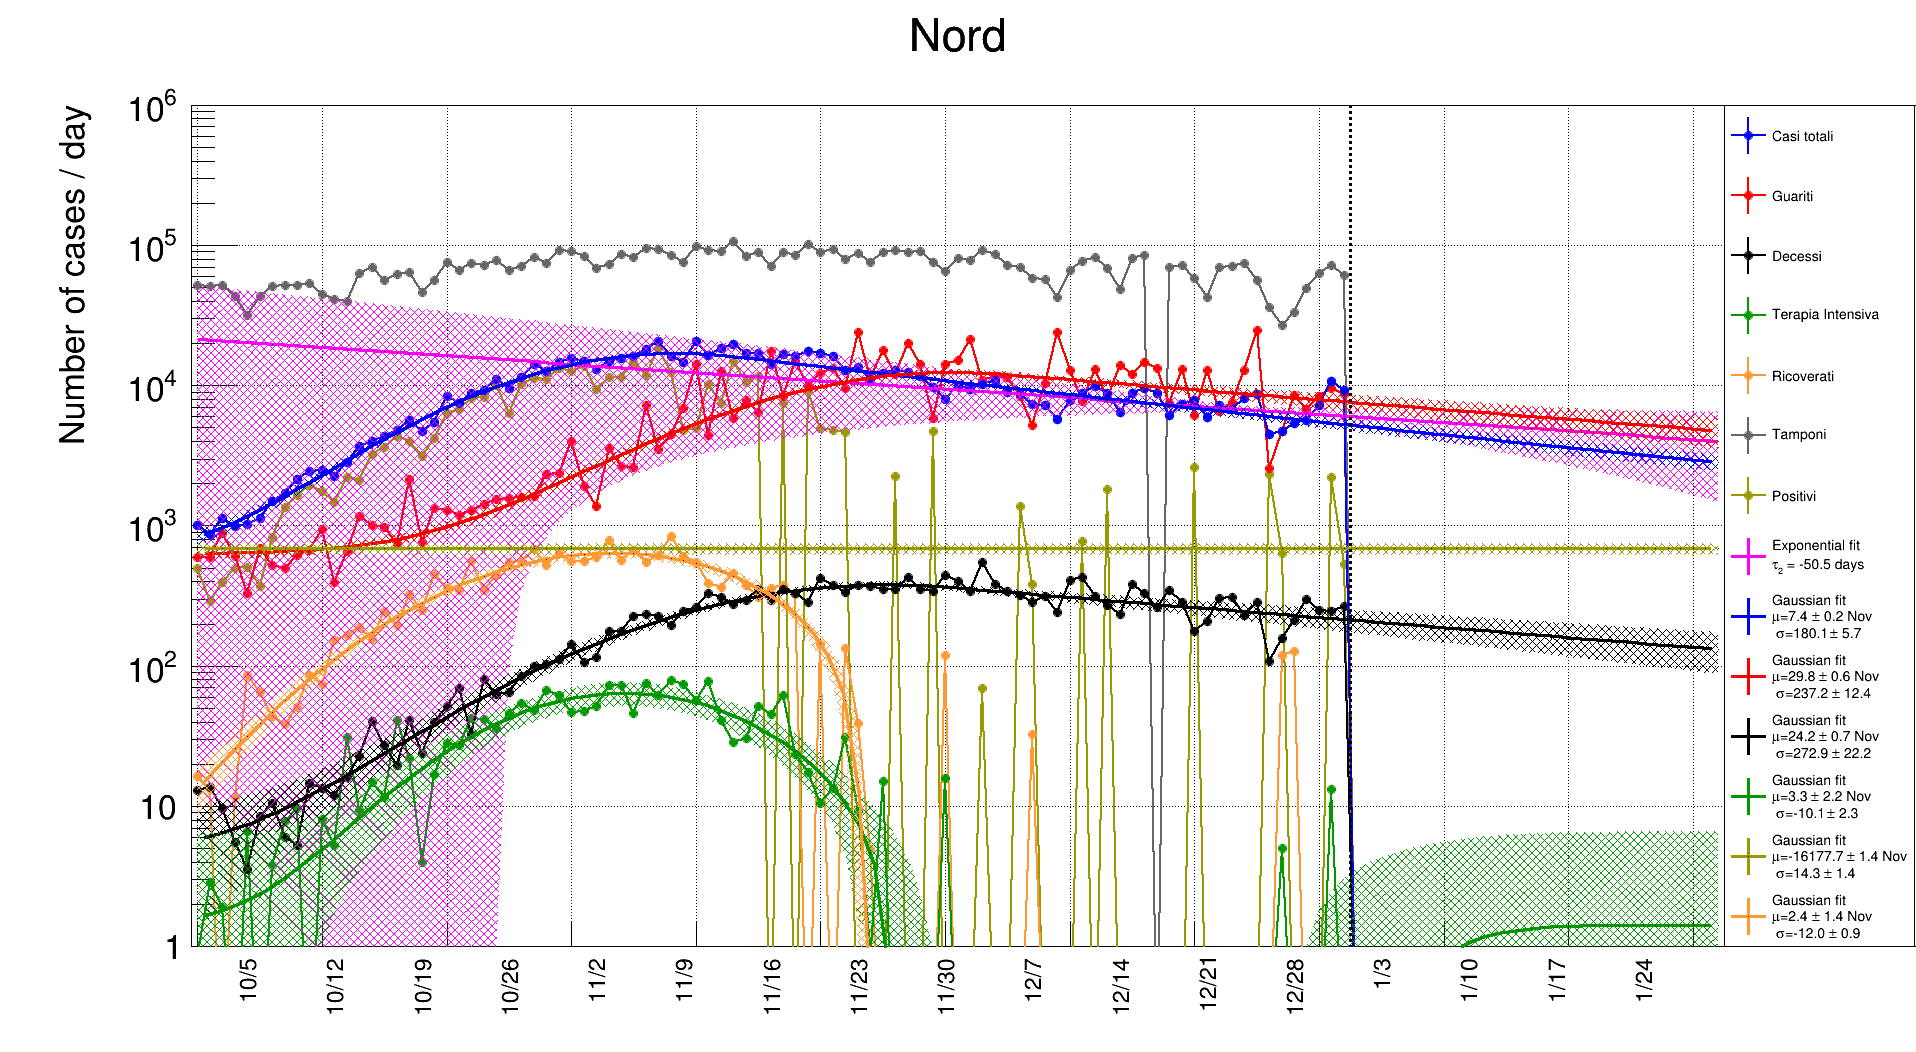 Nord
Number of cases / day
10^6
10^5
10^4
10^3
10^2
10
1
10/5
10/12
10/19
10/26
11/2
11/9
11/16
11/23
11/30
12/7
12/14
12/21
12/28
1/3
1/10
1/17
1/24
Casi totali
Guariti
Decessi
Terapia Intensiva
Ricoverati
Tamponi
Positivi
Exponential fit
τ₂ = -50.5 days
Gaussian fit
μ=7.4 ± 0.2 Nov
σ=180.1 ± 5.7
Gaussian fit
μ=29.8 ± 0.6 Nov
σ=237.2 ± 12.4
Gaussian fit
μ=24.2 ± 0.7 Nov
σ=272.9 ± 22.2
Gaussian fit
μ=3.3 ± 2.2 Nov
σ=-10.1 ± 2.3
Gaussian fit
μ=-16177.7 ± 1.4 Nov
σ=14.3 ± 1.4
Gaussian fit
μ=2.4 ± 1.4 Nov
σ=-12.0 ± 0.9